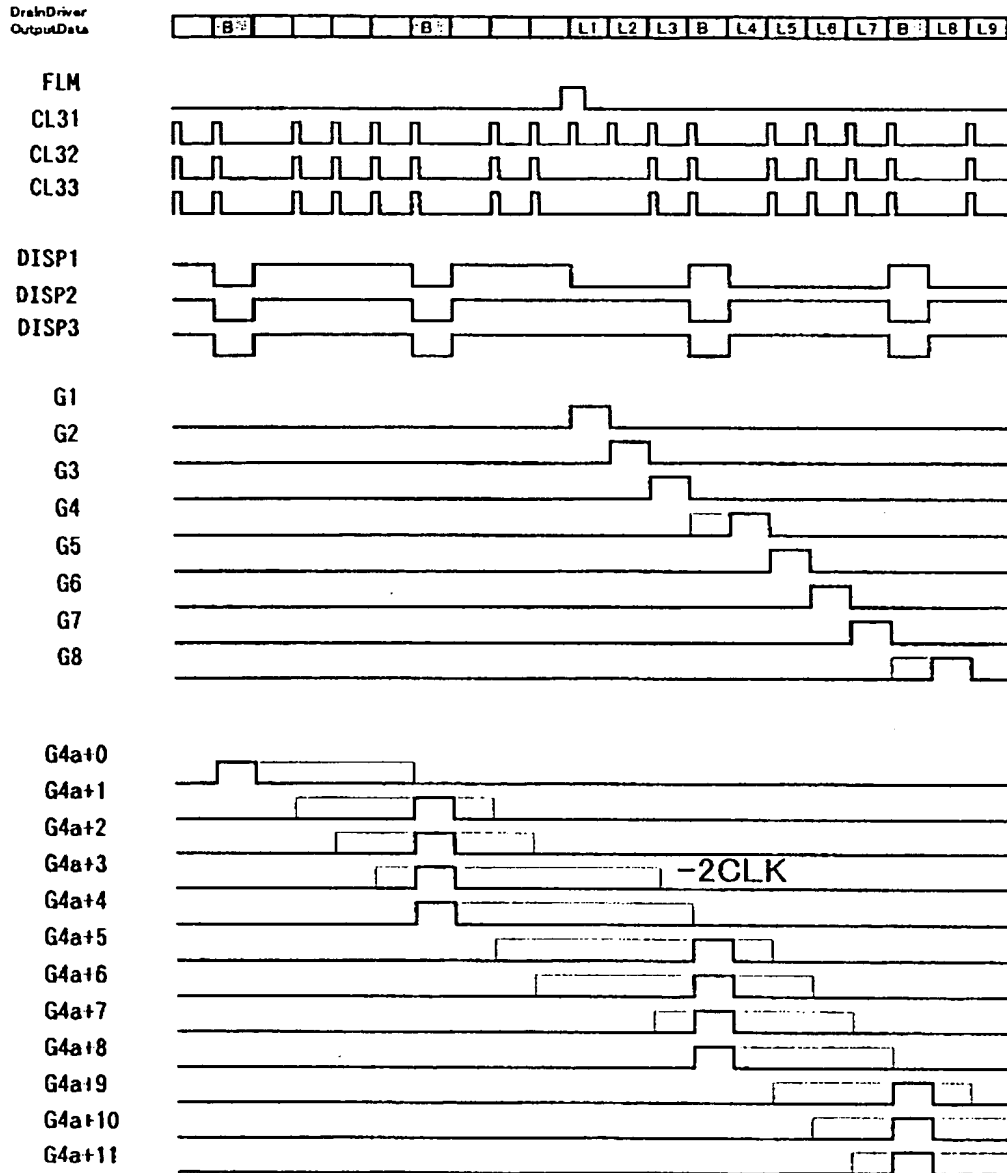 DrainDriver
OutputData
B B L1 L2 L3 B L4 L5 L6 L7 B L8 L9
FLM
CL31
CL32
CL33
DISP1
DISP2
DISP3
G1
G2
G3
G4
G5
G6
G7
G8
G4a+0
G4a+1
G4a+2
G4a+3 -2CLK
G4a+4
G4a+5
G4a+6
G4a+7
G4a+8
G4a+9
G4a+10
G4a+11